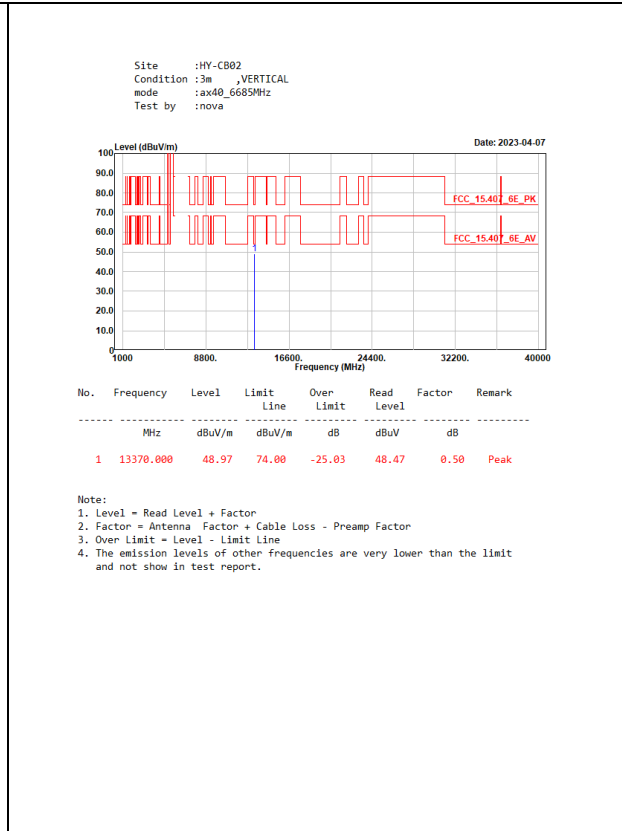 Site :HY-CB02
Condition :3m ,VERTICAL
mode :ax40_6685MHz
Test by :nova
Level (dBuV/m)
Date: 2023-04-07
100
90.0
80.0
70.0
60.0
50.0
40.0
30.0
20.0
10.0
0
FCC_15.407_6E_PK
FCC_15.407_6E_AV
1000 8800. 16600. 24400. 32200. 40000
Frequency (MHz)
No. Frequency Level Limit Over Read Factor Remark
Line Limit Level
------ ----------- -------- --------- --------- --------- -------- ---------
MHz dBuV/m dBuV/m dB dBuV dB
1 13370.000 48.97 74.00 -25.03 48.47 0.50 Peak
Note:
1. Level = Read Level + Factor
2. Factor = Antenna Factor + Cable Loss - Preamp Factor
3. Over Limit = Level - Limit Line
4. The emission levels of other frequencies are very lower than the limit
and not show in test report.